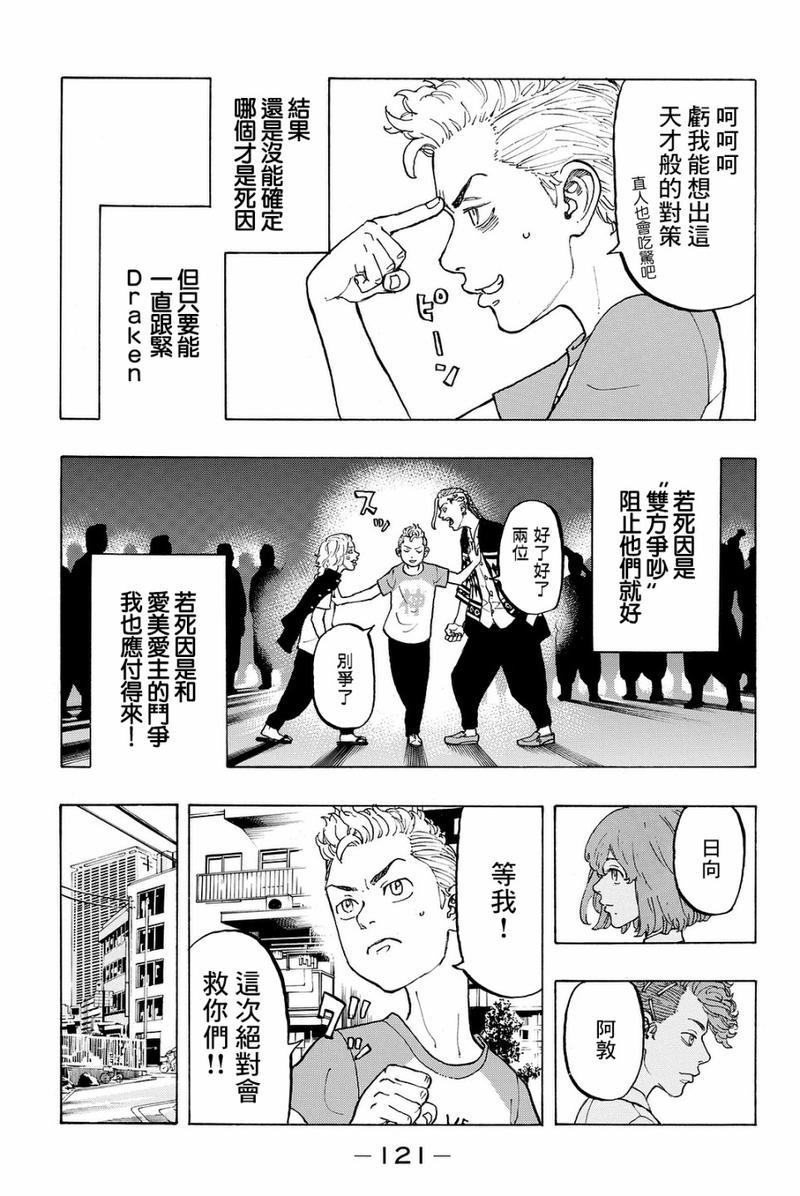 呵呵呵
虧我能想出這
天才般的對策
直人也會吃驚吧
ピーン
結果
還是沒能確定
哪個才是死因
但只要能
一直跟緊
Draken
若死因是
"雙方爭吵"
阻止他們就好
好了好了
兩位
スッ
別爭了
若死因是和
愛美愛主的鬥爭
我也應付得來！
日向
阿敦
等我！
這次絕對會
救你們!!
グッ
—121—